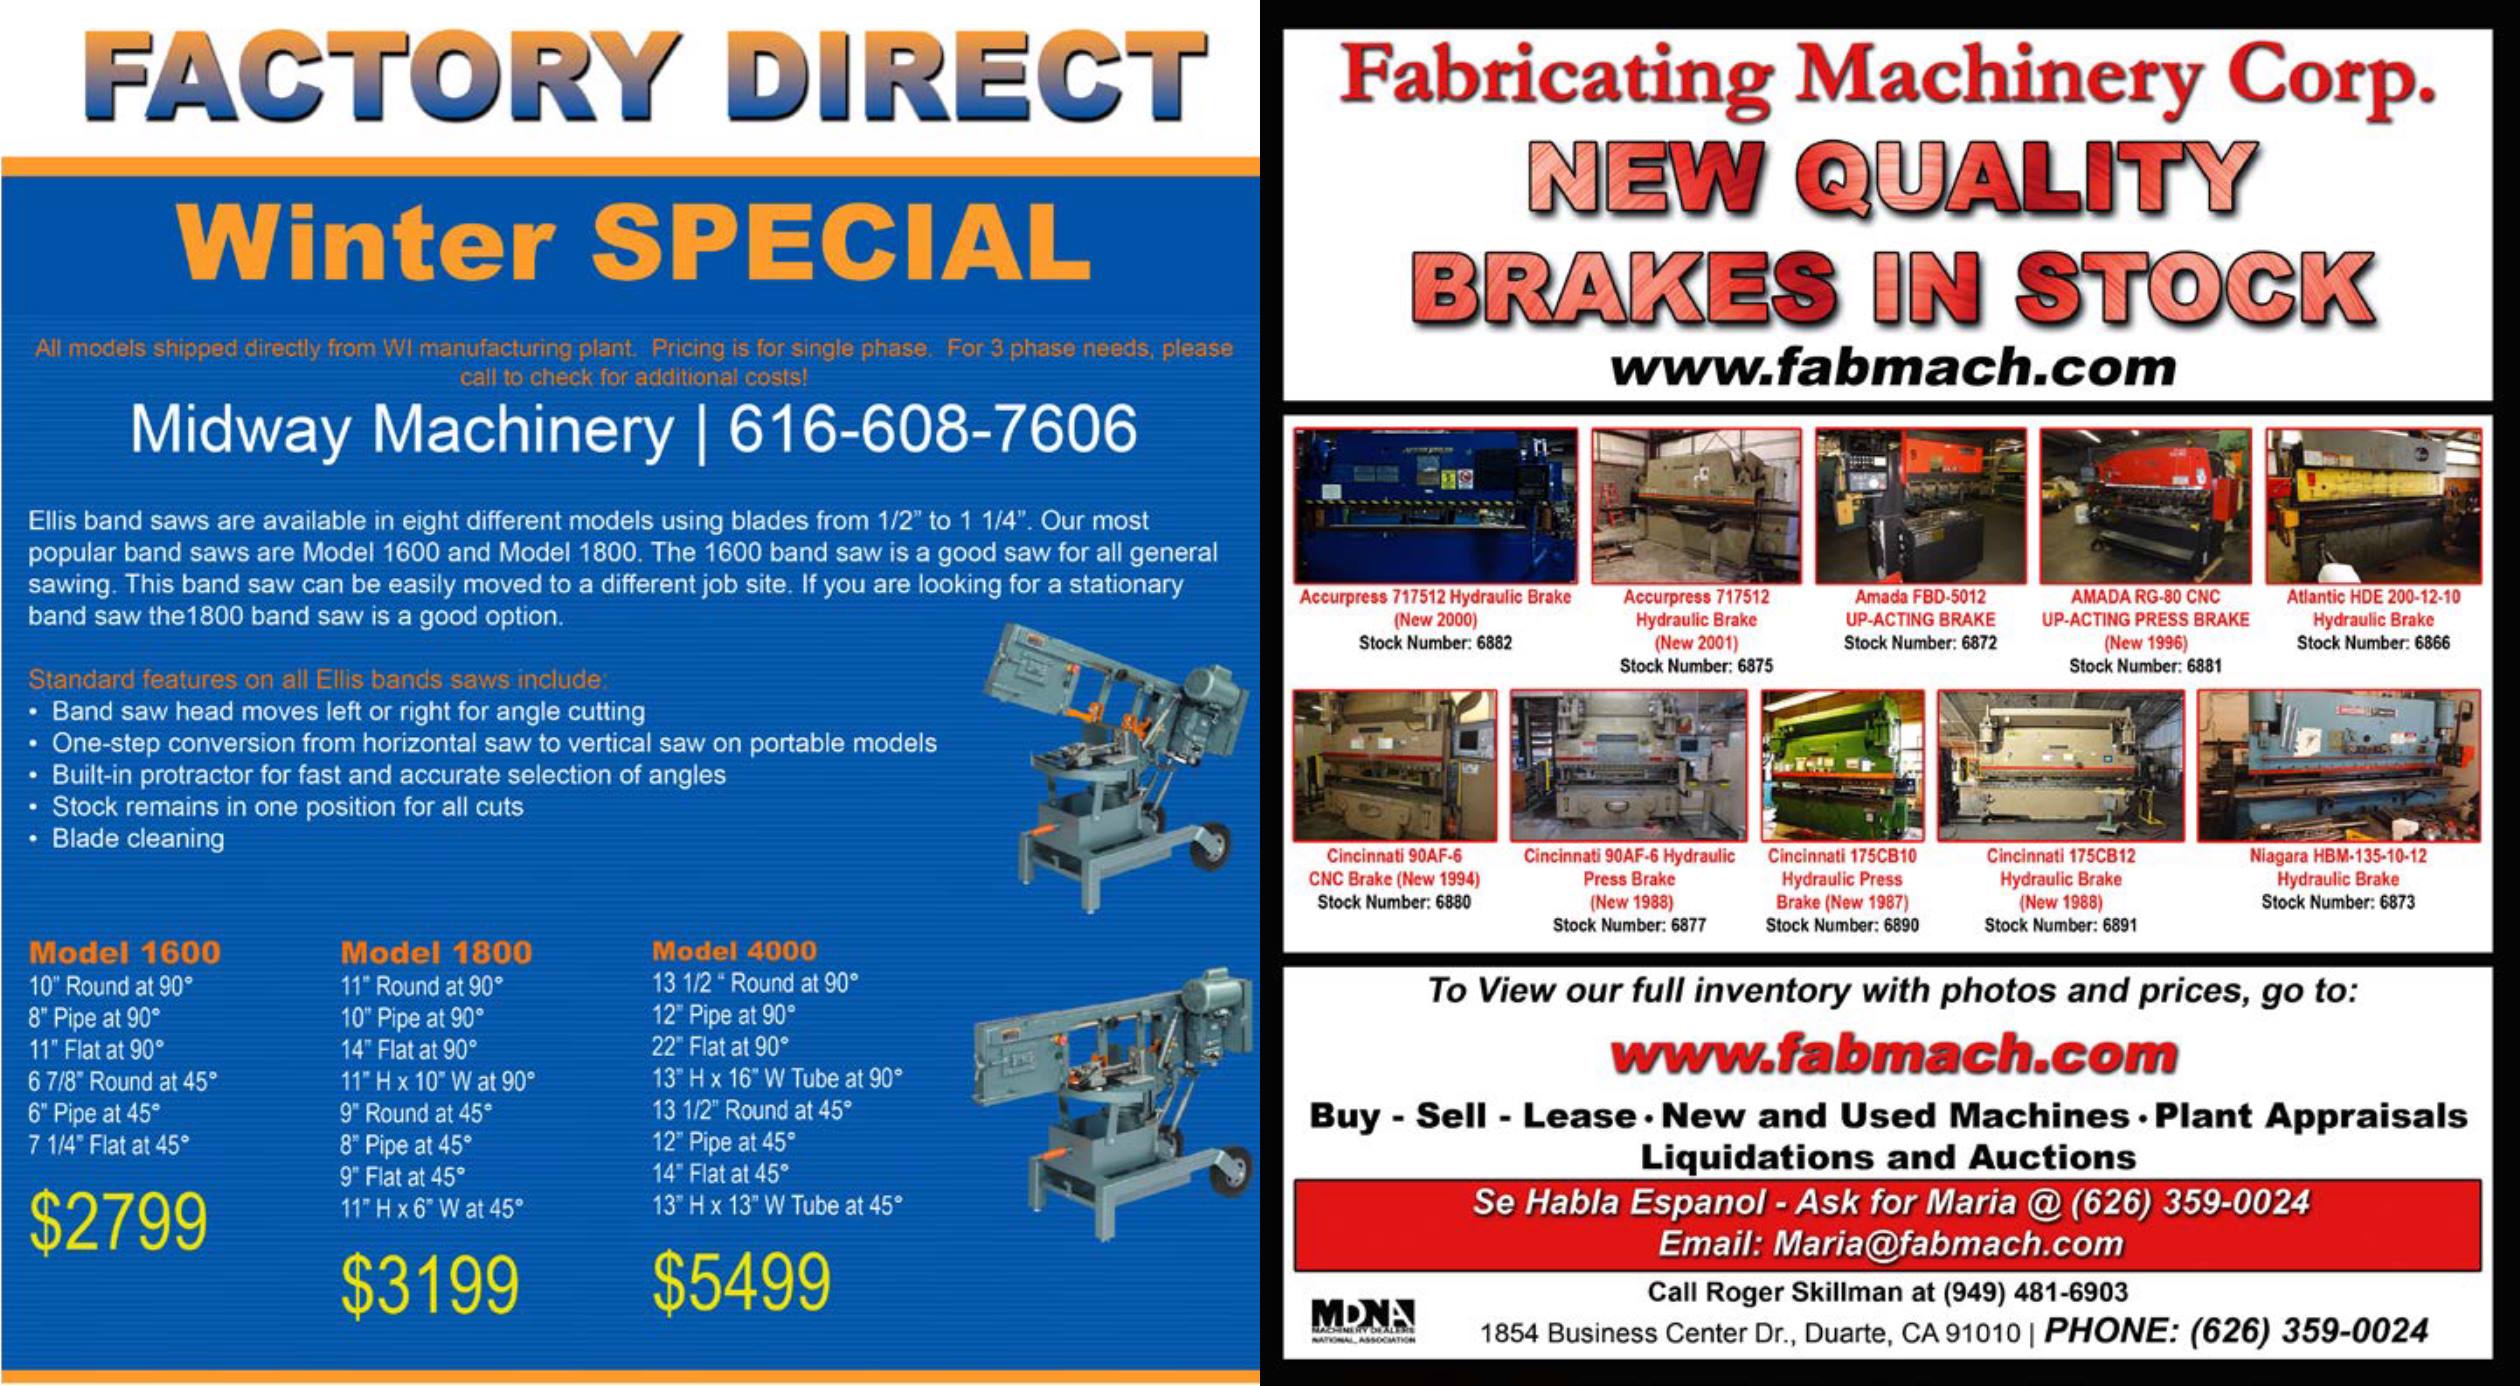 FACTORY DIRECT
Winter SPECIAL
All models shipped directly from WI manufacturing plant. Pricing is for single phase. For 3 phase needs, please
call to check for additional costs!
Midway Machinery | 616-608-7606
Ellis band saws are available in eight different models using blades from 1/2” to 1 1/4”. Our most
popular band saws are Model 1600 and Model 1800. The 1600 band saw is a good saw for all general
sawing. This band saw can be easily moved to a different job site. If you are looking for a stationary
band saw the1800 band saw is a good option.
Standard features on all Ellis bands saws include:
• Band saw head moves left or right for angle cutting
• One-step conversion from horizontal saw to vertical saw on portable models
• Built-in protractor for fast and accurate selection of angles
• Stock remains in one position for all cuts
• Blade cleaning
Model 1600
10” Round at 90°
8” Pipe at 90°
11” Flat at 90°
6 7/8” Round at 45°
6” Pipe at 45°
7 1/4” Flat at 45°
$2799
Model 1800
11” Round at 90°
10” Pipe at 90°
14” Flat at 90°
11” H x 10” W at 90°
9” Round at 45°
8” Pipe at 45°
9” Flat at 45°
11” H x 6” W at 45°
$3199
Model 4000
13 1/2 “ Round at 90°
12” Pipe at 90°
22” Flat at 90°
13” H x 16” W Tube at 90°
13 1/2” Round at 45°
12” Pipe at 45°
14” Flat at 45°
13” H x 13” W Tube at 45°
$5499
Fabricating Machinery Corp.
NEW QUALITY
BRAKES IN STOCK
www.fabmach.com
Accurpress 717512 Hydraulic Brake
(New 2000)
Stock Number: 6882
Accurpress 717512
Hydraulic Brake
(New 2001)
Stock Number: 6875
Amada FBD-5012
UP-ACTING BRAKE
Stock Number: 6872
AMADA RG-80 CNC
UP-ACTING PRESS BRAKE
(New 1996)
Stock Number: 6881
Atlantic HDE 200-12-10
Hydraulic Brake
Stock Number: 6866
Cincinnati 90AF-6
CNC Brake (New 1994)
Stock Number: 6880
Cincinnati 90AF-6 Hydraulic
Press Brake
(New 1988)
Stock Number: 6877
Cincinnati 175CB10
Hydraulic Press
Brake (New 1987)
Stock Number: 6890
Cincinnati 175CB12
Hydraulic Brake
(New 1988)
Stock Number: 6891
Niagara HBM-135-10-12
Hydraulic Brake
Stock Number: 6873
To View our full inventory with photos and prices, go to:
www.fabmach.com
Buy - Sell - Lease · New and Used Machines · Plant Appraisals
Liquidations and Auctions
Se Habla Espanol - Ask for Maria @ (626) 359-0024
Email: Maria@fabmach.com
Call Roger Skillman at (949) 481-6903
MDNA
MACHINERY DEALERS
NATIONAL ASSOCIATION
1854 Business Center Dr., Duarte, CA 91010 | PHONE: (626) 359-0024